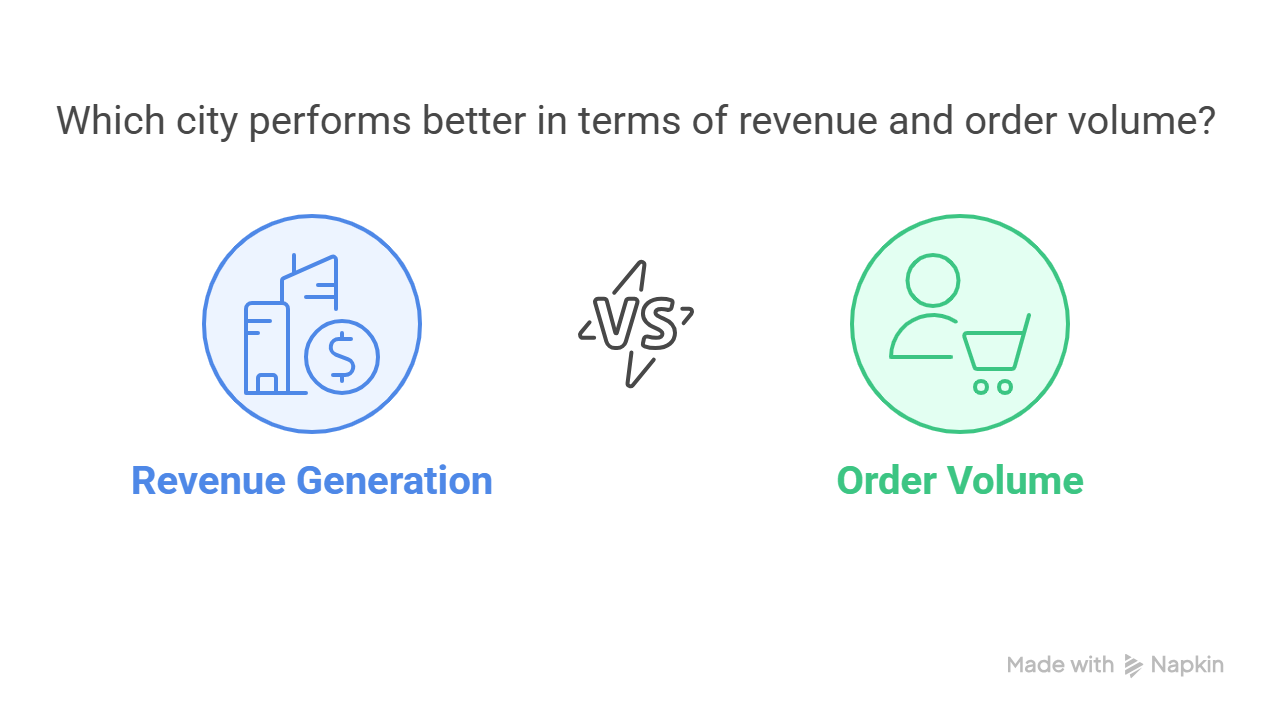 Which city performs better in terms of revenue and order volume?
VS
$
Revenue Generation
Order Volume
Made with Napkin